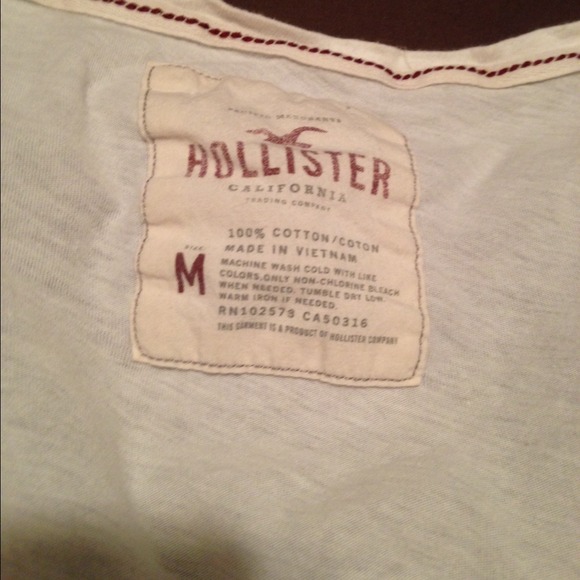 HOLLISTER
CALIFORNIA
TRADING COMPANY
100% COTTON/COTON
MADE IN VIETNAM
SIZE
M
MACHINE WASH COLD WITH LIKE
COLORS.ONLY NON-CHLORINE BLEACH
WHEN NEEDED. TUMBLE DRY LOW.
WARM IRON IF NEEDED.
RN102579 CA50316
THIS GARMENT IS A PRODUCT OF HOLLISTER COMPANY